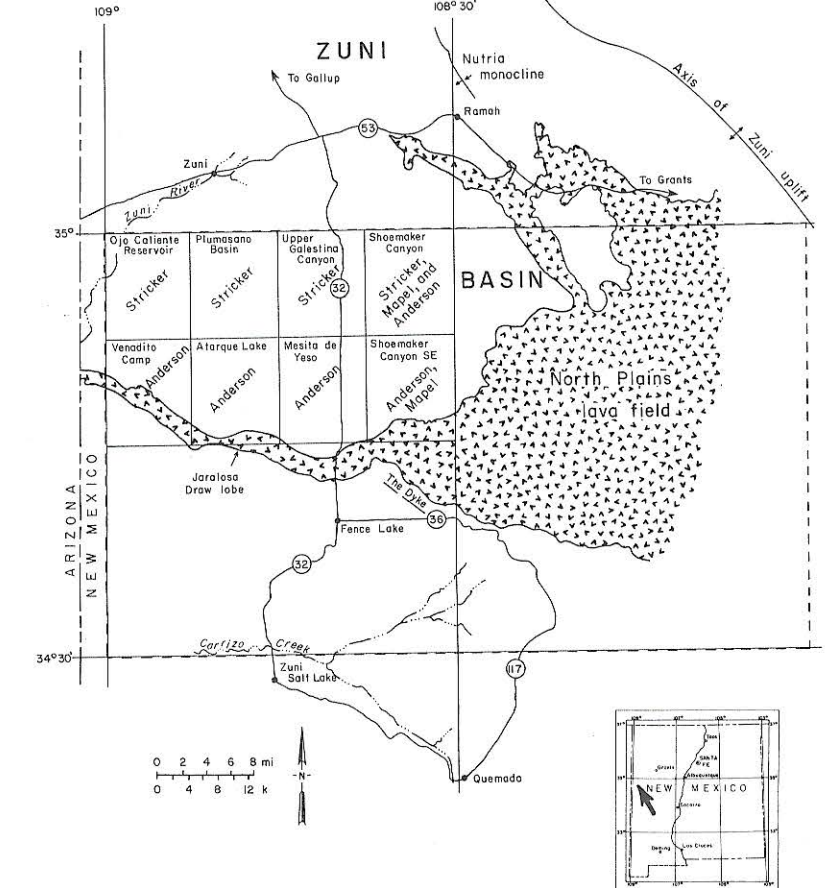 109°
108° 30'
ZUNI
To Gallup
Nutria
monocline
Axis of Zuni uplift
Ramah
53
Zuni
Zuni River
To Grants
35°
Ojo Caliente
Reservoir
Stricker
Plumasano
Basin
Stricker
Upper
Galestina
Canyon
Stricker
32
Shoemaker
Canyon
Stricker,
Mapel, and
Anderson
BASIN
Venadito
Camp
Anderson
Atarque Lake
Anderson
Mesita de
Yeso
Anderson
Shoemaker
Canyon SE
Anderson,
Mapel
North Plains
lava field
Jaralosa
Draw lobe
The Dyke
ARIZONA
NEW MEXICO
36
Fence Lake
32
Carrizo Creek
34°30'
Zuni
Salt Lake
117
0 2 4 6 8 mi
0 4 8 12 k
N
Quemado
SANTA
FE
Albuquerque
NEW MEXICO
Socorro
Deming
Las Cruces